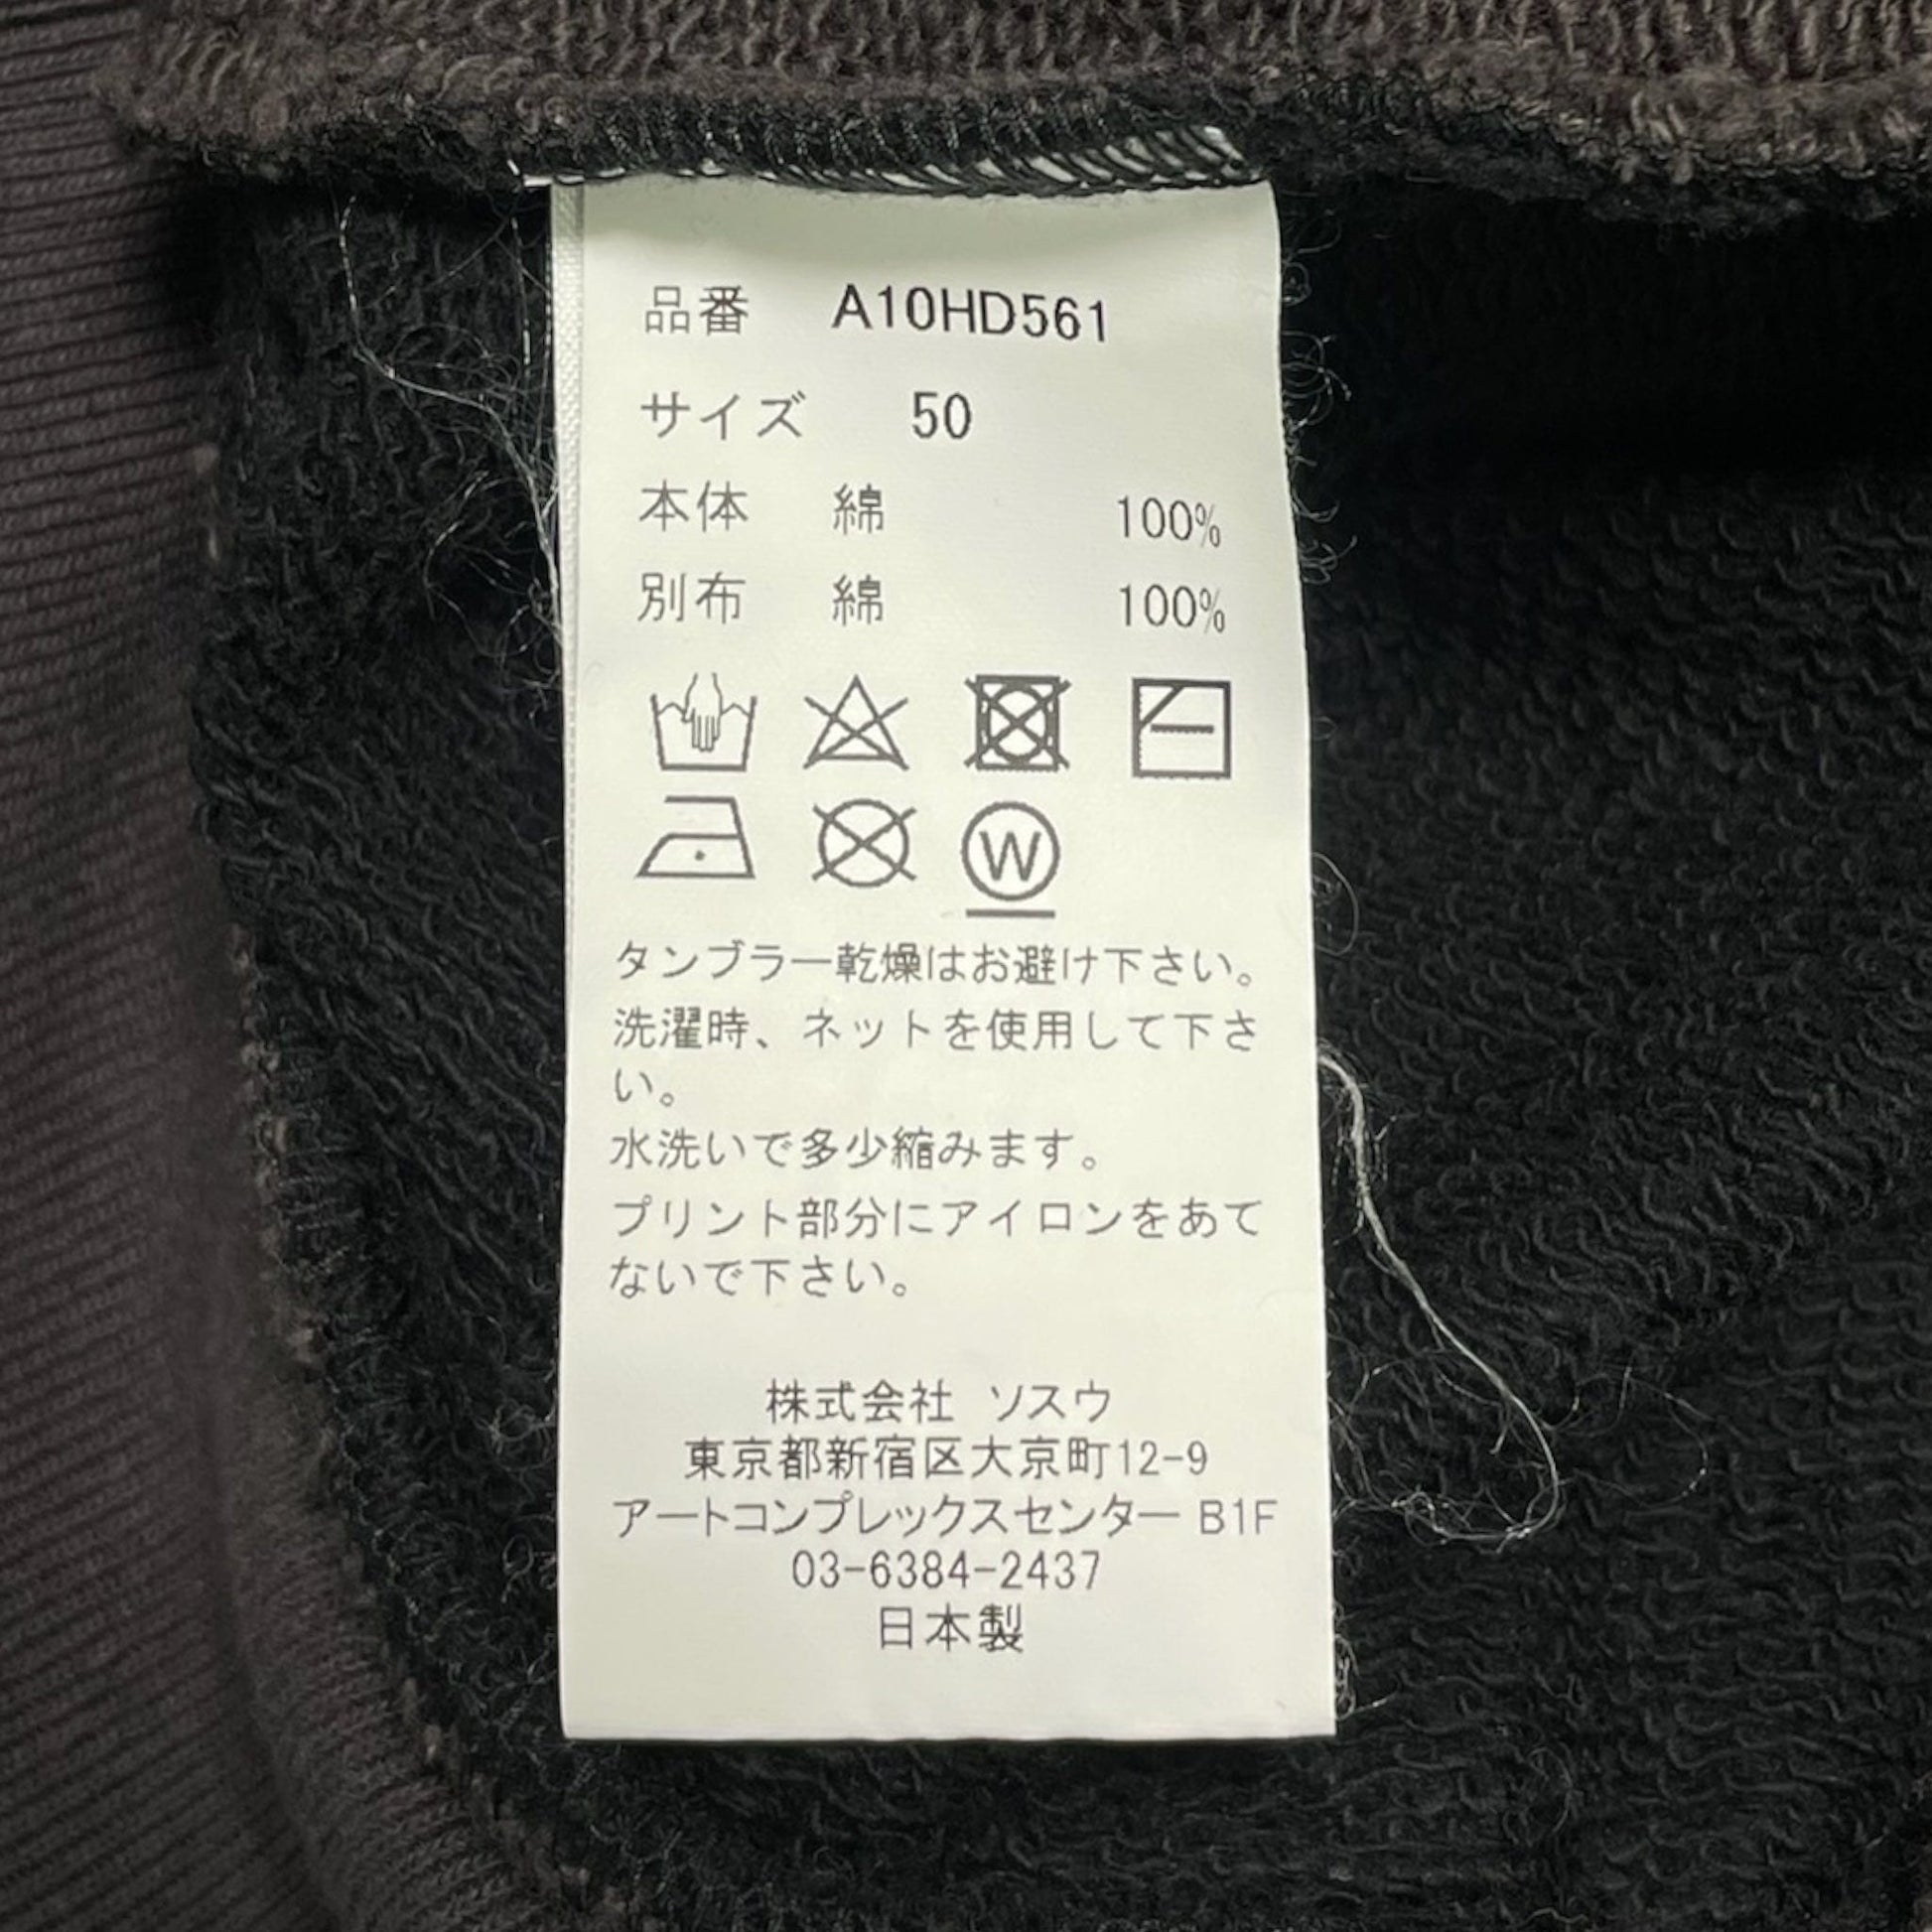 品番 A10HD561
サイズ 50
本体 綿 100%
別布 綿 100%
W
タンブラー乾燥はお避け下さい。
洗濯時、ネットを使用して下さ
い。
水洗いで多少縮みます。
プリント部分にアイロンをあて
ないで下さい。
株式会社 ソスウ
東京都新宿区大京町12-9
アートコンプレックスセンター B1F
03-6384-2437
日本製